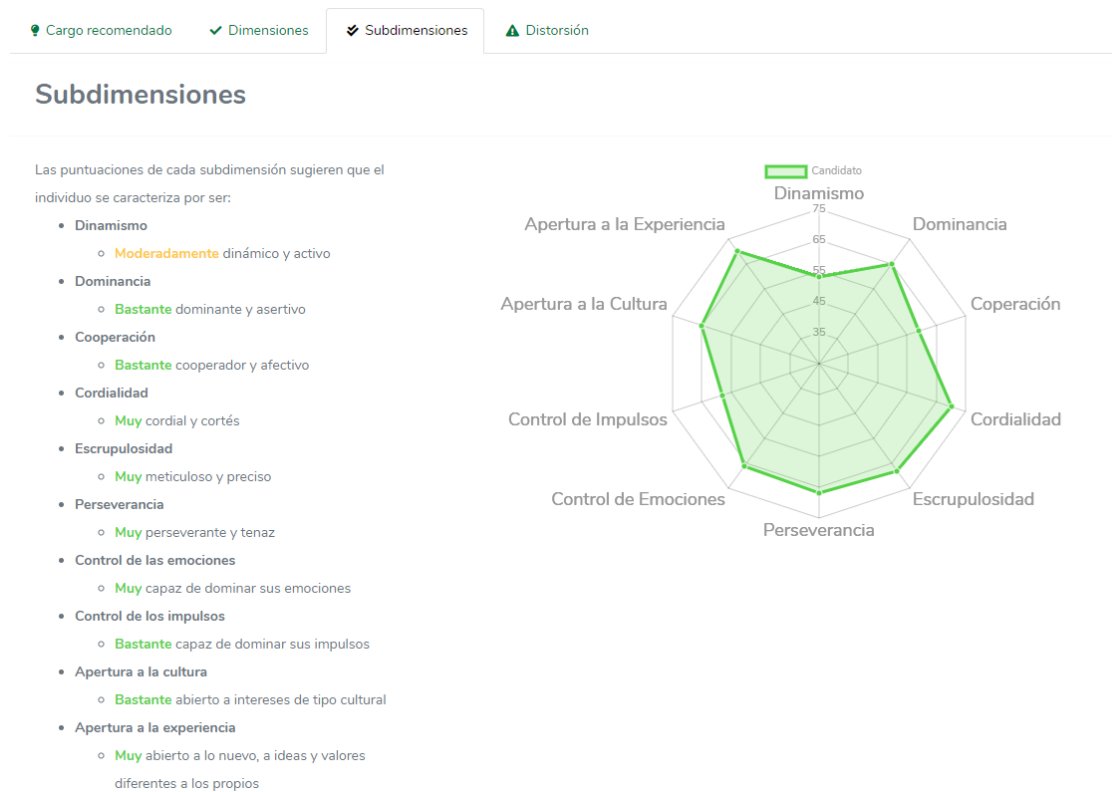 Cargo recomendado
Dimensiones
Subdimensiones
Distorsión
Subdimensiones
Las puntuaciones de cada subdimensión sugieren que el
individuo se caracteriza por ser:
Dinamismo
Moderadamente dinámico y activo
Dominancia
Bastante dominante y asertivo
Cooperación
Bastante cooperador y afectivo
Cordialidad
Muy cordial y cortés
Escrupulosidad
Muy meticuloso y preciso
Perseverancia
Muy perseverante y tenaz
Control de las emociones
Muy capaz de dominar sus emociones
Control de los impulsos
Bastante capaz de dominar sus impulsos
Apertura a la cultura
Bastante abierto a intereses de tipo cultural
Apertura a la experiencia
Muy abierto a lo nuevo, a ideas y valores
diferentes a los propios
Candidato
Dinamismo
75
65
55
45
35
Dominancia
Coperación
Cordialidad
Escrupulosidad
Perseverancia
Control de Emociones
Control de Impulsos
Apertura a la Cultura
Apertura a la Experiencia